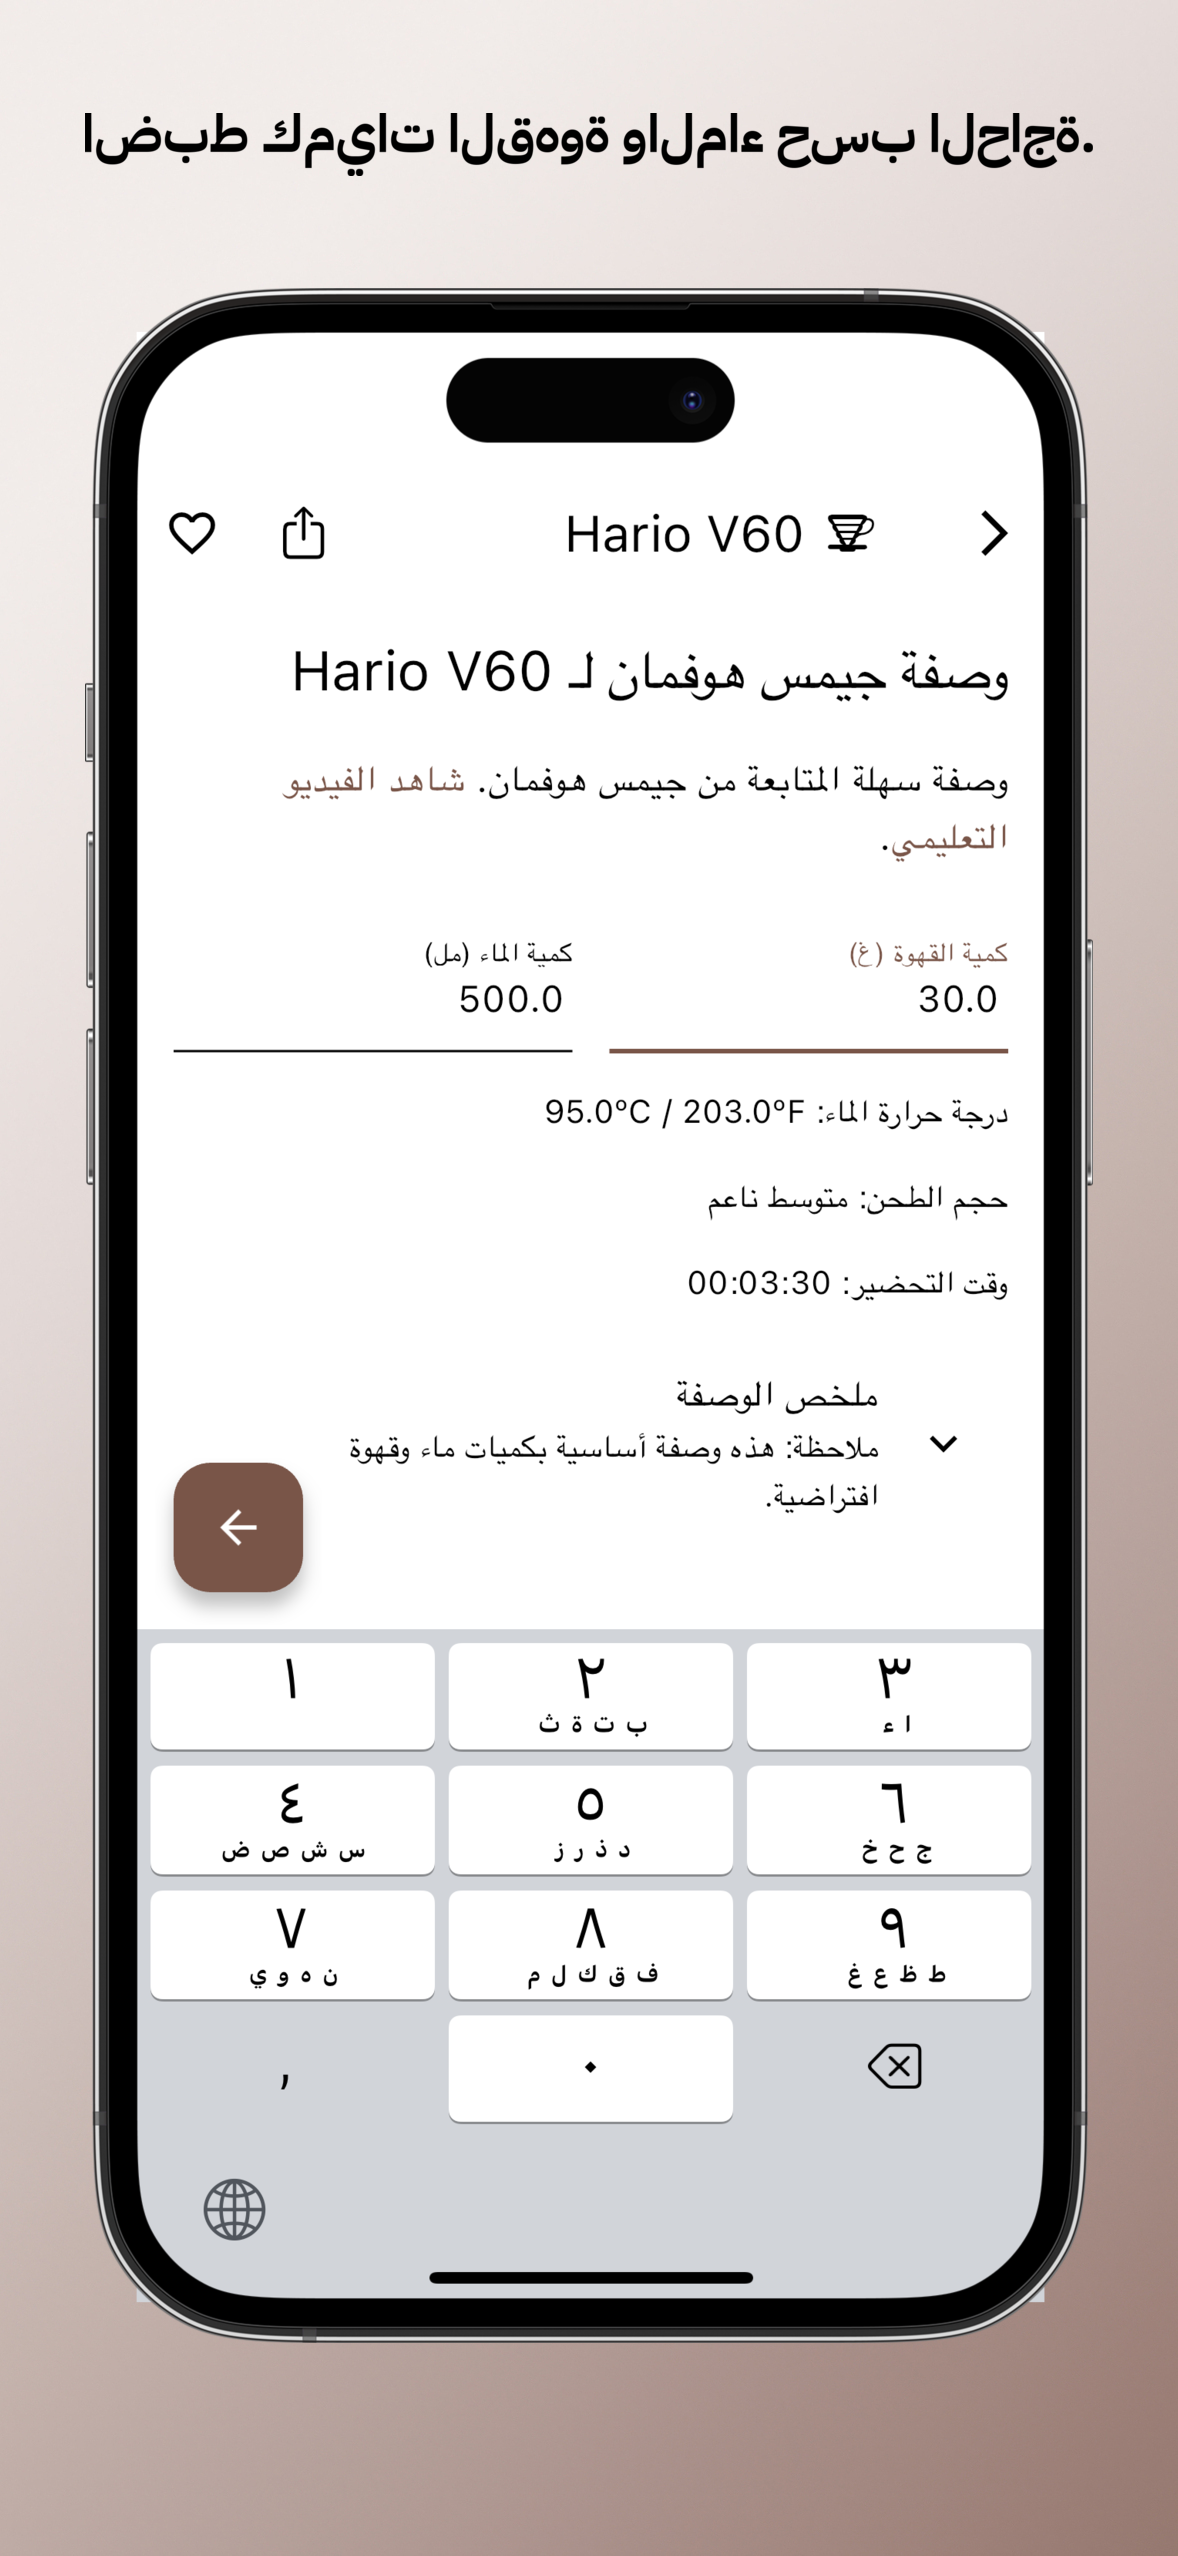 اضبط كميات القهوة والماء حسب الحاجة.
Hario V60
وصفة جيمس هوفمان لـ Hario V60
وصفة سهلة المتابعة من جيمس هوفمان. شاهد الفيديو
التعليمي.
كمية القهوة (غ)
30.0
كمية الماء (مل)
500.0
درجة حرارة الماء: 95.0°C / 203.0°F
حجم الطحن: متوسط ناعم
وقت التحضير: 00:03:30
ملخص الوصفة
ملاحظة: هذه وصفة أساسية بكميات ماء وقهوة
افتراضية.
١
٢
ب ت ة ث
٣
ا ء
٤
س ش ص ض
٥
د ذ ر ز
٦
ج ح خ
٧
ن ه و ي
٨
ف ق ك ل م
٩
ط ظ ع غ
,
٠